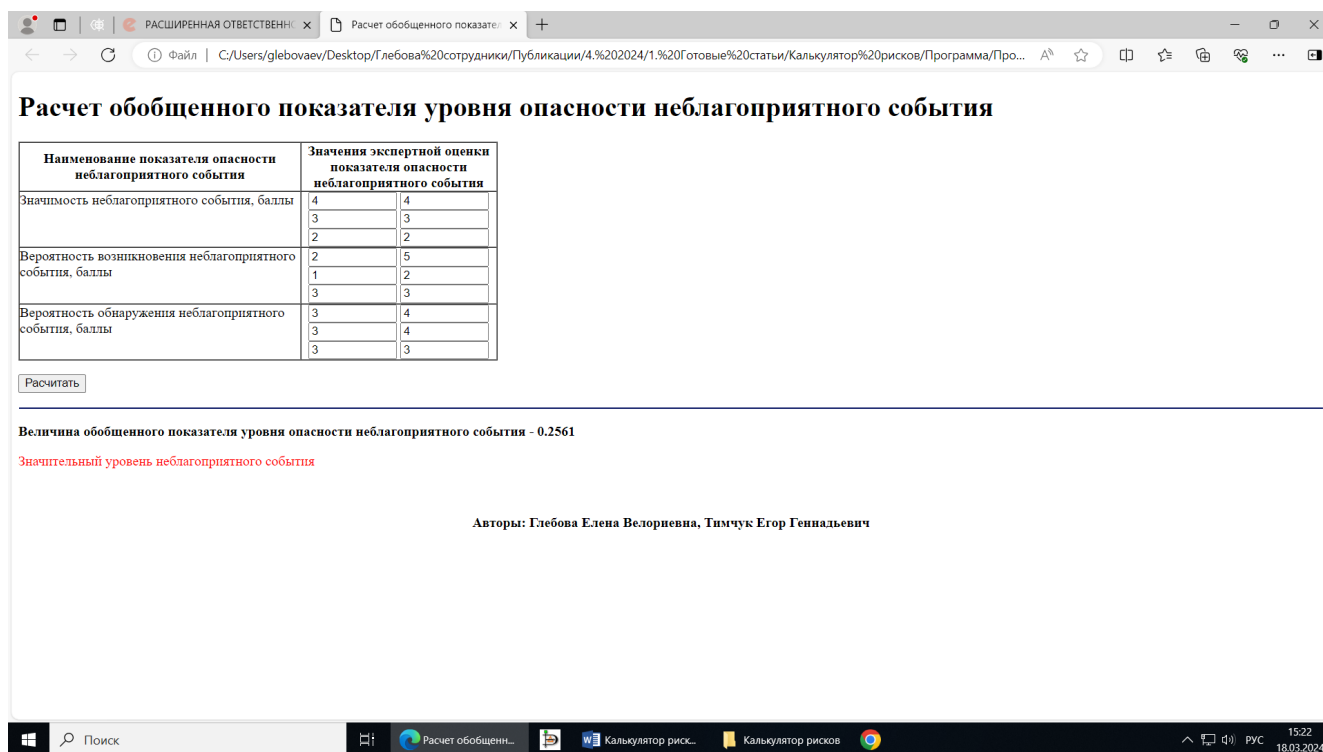 РАСШИРЕННАЯ ОТВЕТСТВЕННО
Расчет обобщенного показател
Файл | C:/Users/glebovaev/Desktop/Глебова%20сотрудники/Публикации/4.%202024/1.%20Готовые%20статьи/Калькулятор%20рисков/Программа/Про...
Расчет обобщенного показателя уровня опасности неблагоприятного события
Наименование показателя опасности
неблагоприятного события
Значения экспертной оценки
показателя опасности
неблагоприятного события
Значимость неблагоприятного события, баллы
4 4
3 3
2 2
Вероятность возникновения неблагоприятного
события, баллы
2 5
1 2
3 3
Вероятность обнаружения неблагоприятного
события, баллы
3 4
3 4
3 3
Расчитать
Величина обобщенного показателя уровня опасности неблагоприятного события - 0.2561
Значительный уровень неблагоприятного события
Авторы: Глебова Елена Велориевна, Тимчук Егор Геннадьевич
Поиск
Расчет обобщенн...
Калькулятор риск...
Калькулятор рисков
РУС
15:22
18.03.2024